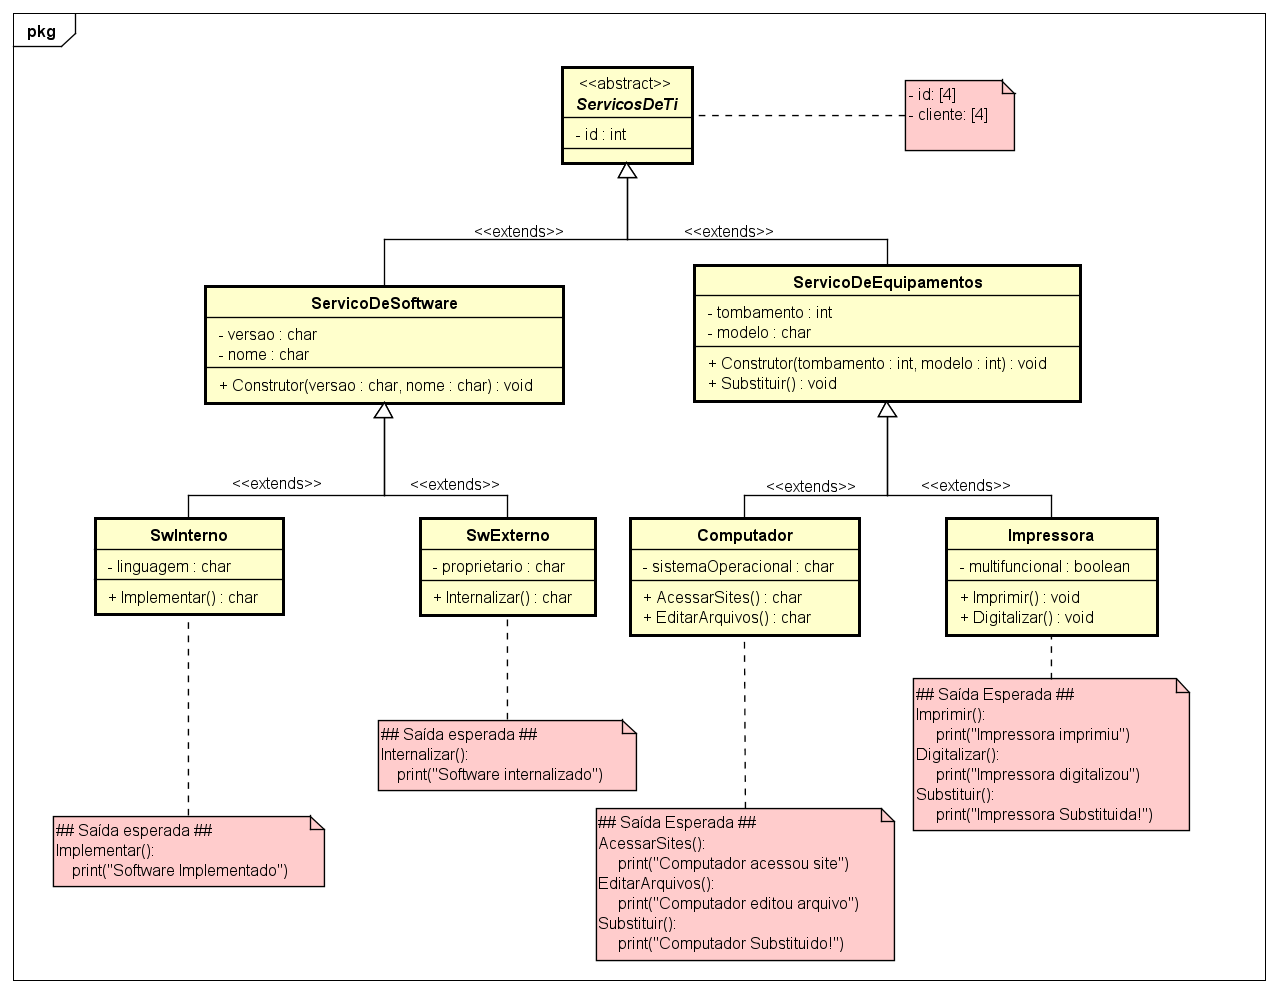 pkg
<<abstract>>
ServicosDeTi
- id : int
- id: [4]
- cliente: [4]
<<extends>>
<<extends>>
ServicoDeSoftware
- versao : char
- nome : char
+ Construtor(versao : char, nome : char) : void
ServicoDeEquipamentos
- tombamento : int
- modelo : char
+ Construtor(tombamento : int, modelo : int) : void
+ Substituir() : void
<<extends>>
<<extends>>
<<extends>>
<<extends>>
SwInterno
- linguagem : char
+ Implementar() : char
SwExterno
- proprietario : char
+ Internalizar() : char
Computador
- sistemaOperacional : char
+ AcessarSites() : char
+ EditarArquivos() : char
Impressora
- multifuncional : boolean
+ Imprimir() : void
+ Digitalizar() : void
## Saída esperada ##
Implementar():
print("Software Implementado")
## Saída esperada ##
Internalizar():
print("Software internalizado")
## Saída Esperada ##
AcessarSites():
print("Computador acessou site")
EditarArquivos():
print("Computador editou arquivo")
Substituir():
print("Computador Substituido!")
## Saída Esperada ##
Imprimir():
print("Impressora imprimiu")
Digitalizar():
print("Impressora digitalizou")
Substituir():
print("Impressora Substituida!")